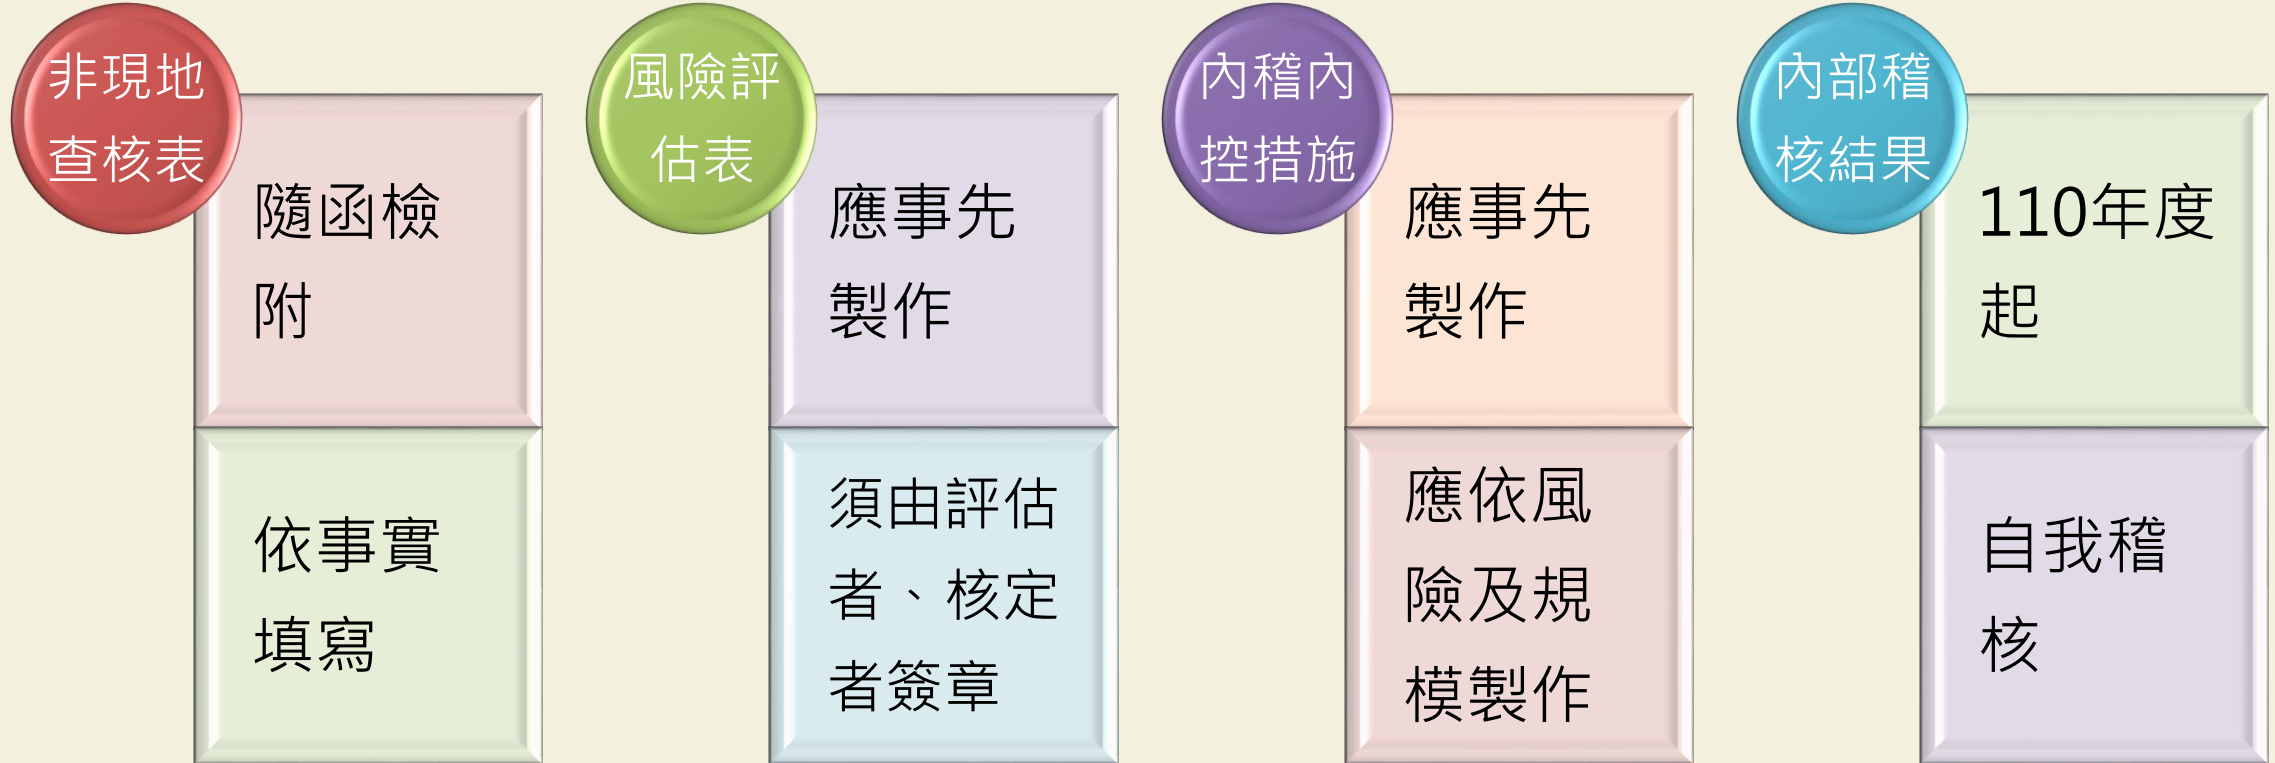 非現地
查核表
隨函檢
附
依事實
填寫
風險評
估表
應事先
製作
須由評估
者、核定
者簽章
內稽內
控措施
應事先
製作
應依風
險及規
模製作
內部稽
核結果
110年度
起
自我稽
核